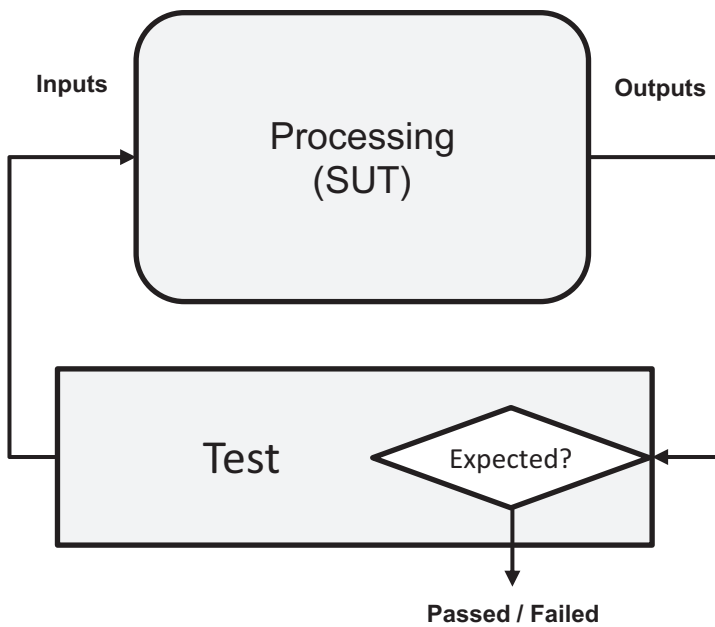 Inputs
Outputs
Processing
(SUT)
Test
Expected?
Passed / Failed